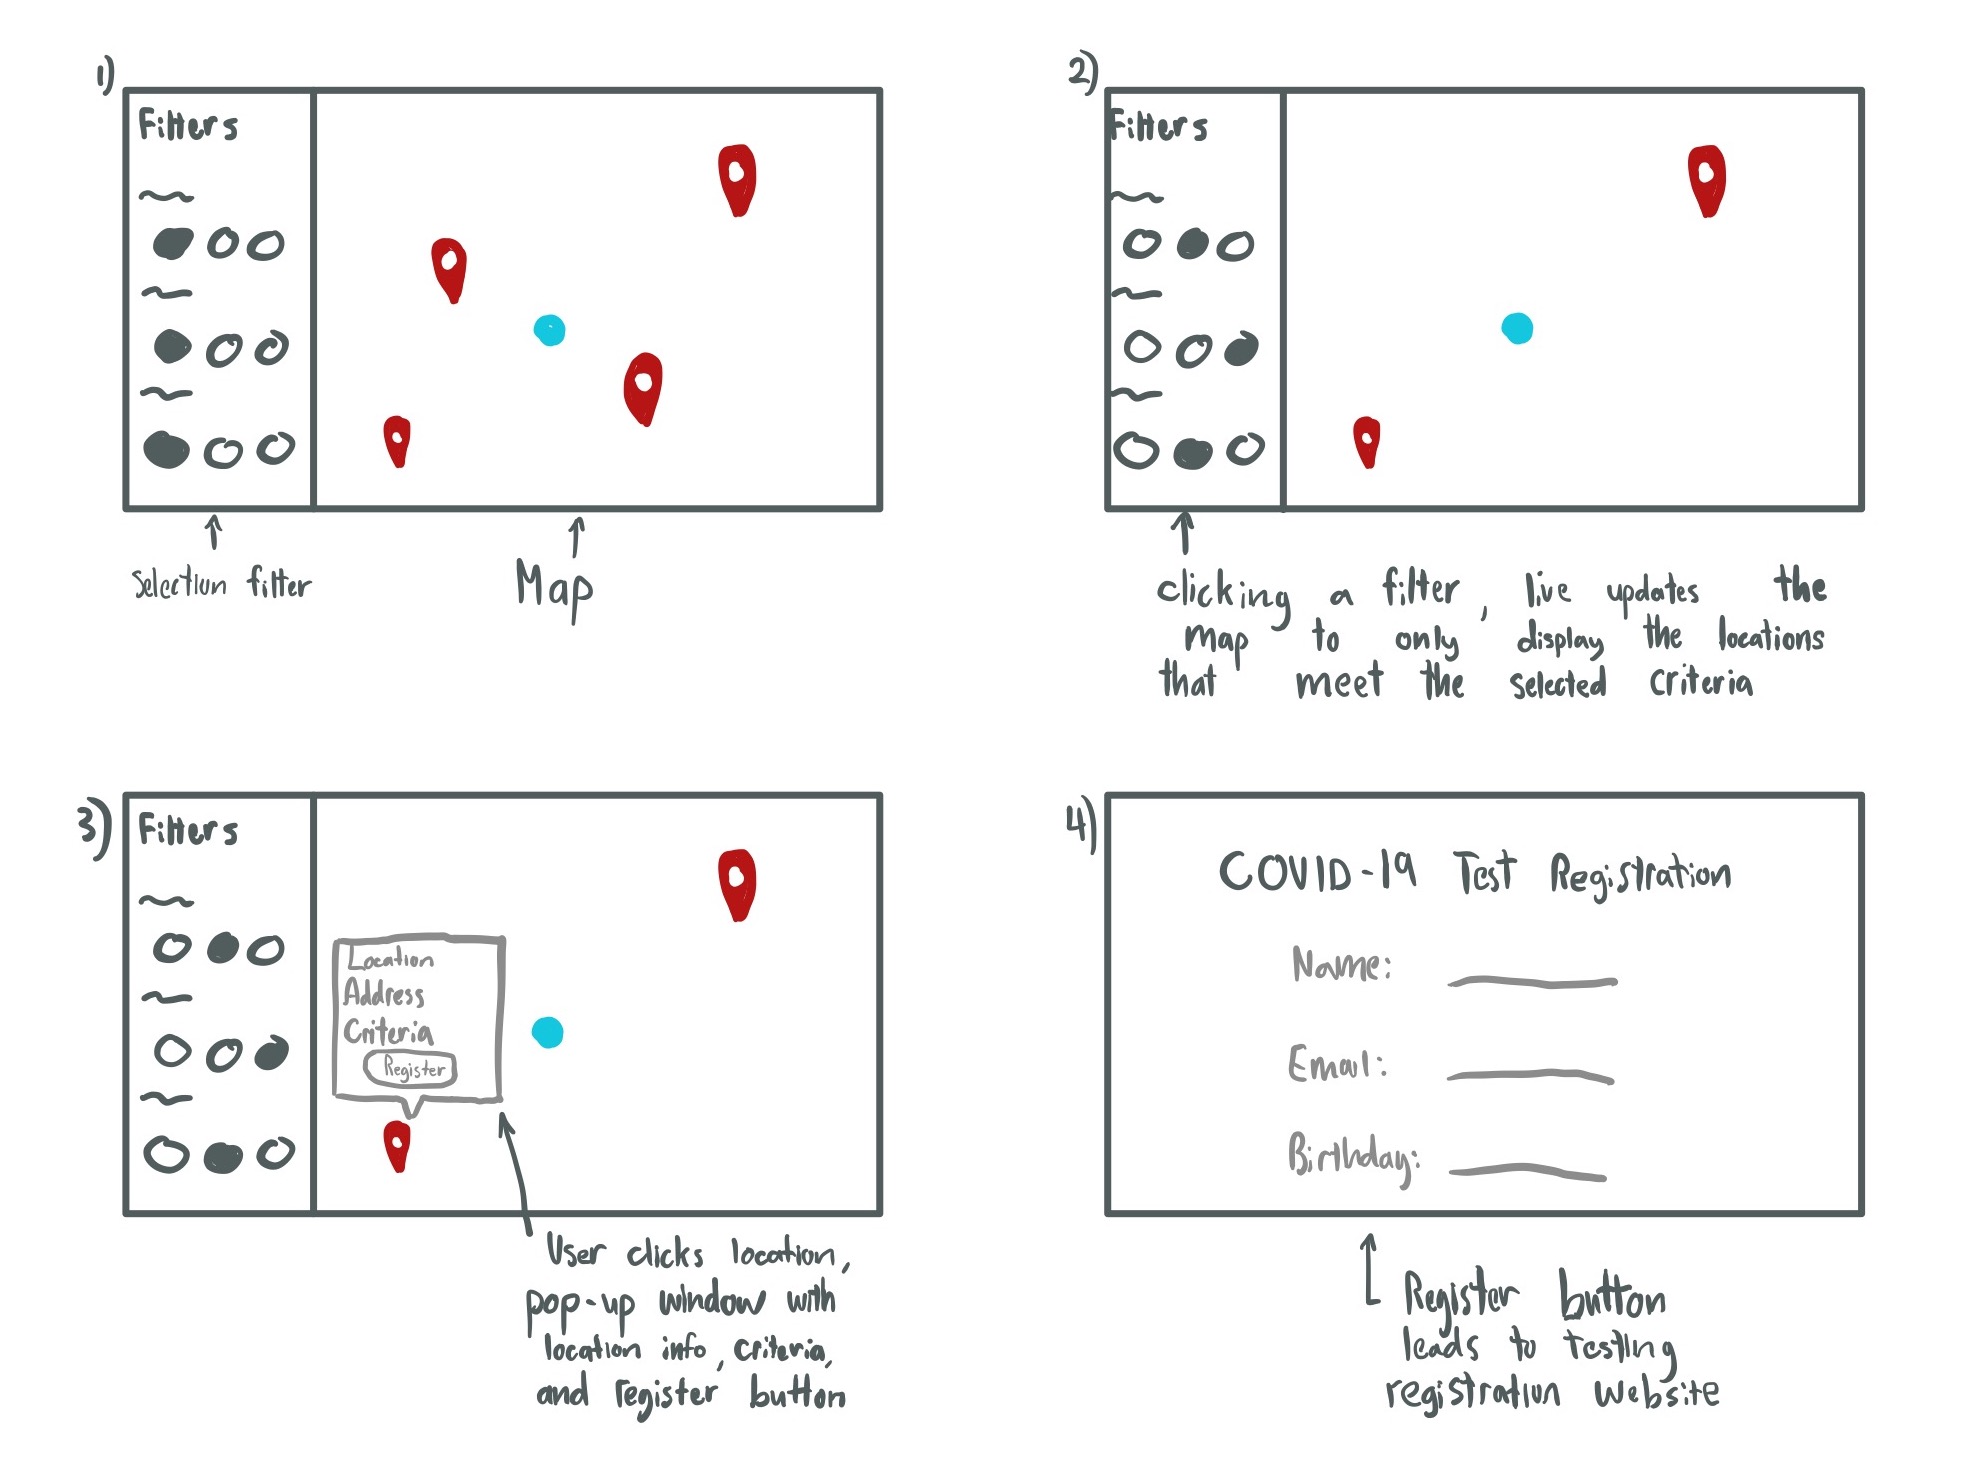 1)
Filters
Selection filter
Map
2)
Filters
clicking a filter, live updates the
map to only display the locations
that meet the selected criteria
3)
Filters
Location
Address
Criteria
Register
User clicks location,
pop-up window with
location info, criteria,
and register button
4)
COVID-19 Test Registration
Name:
Email:
Birthday:
Register button
leads to testing
registration website